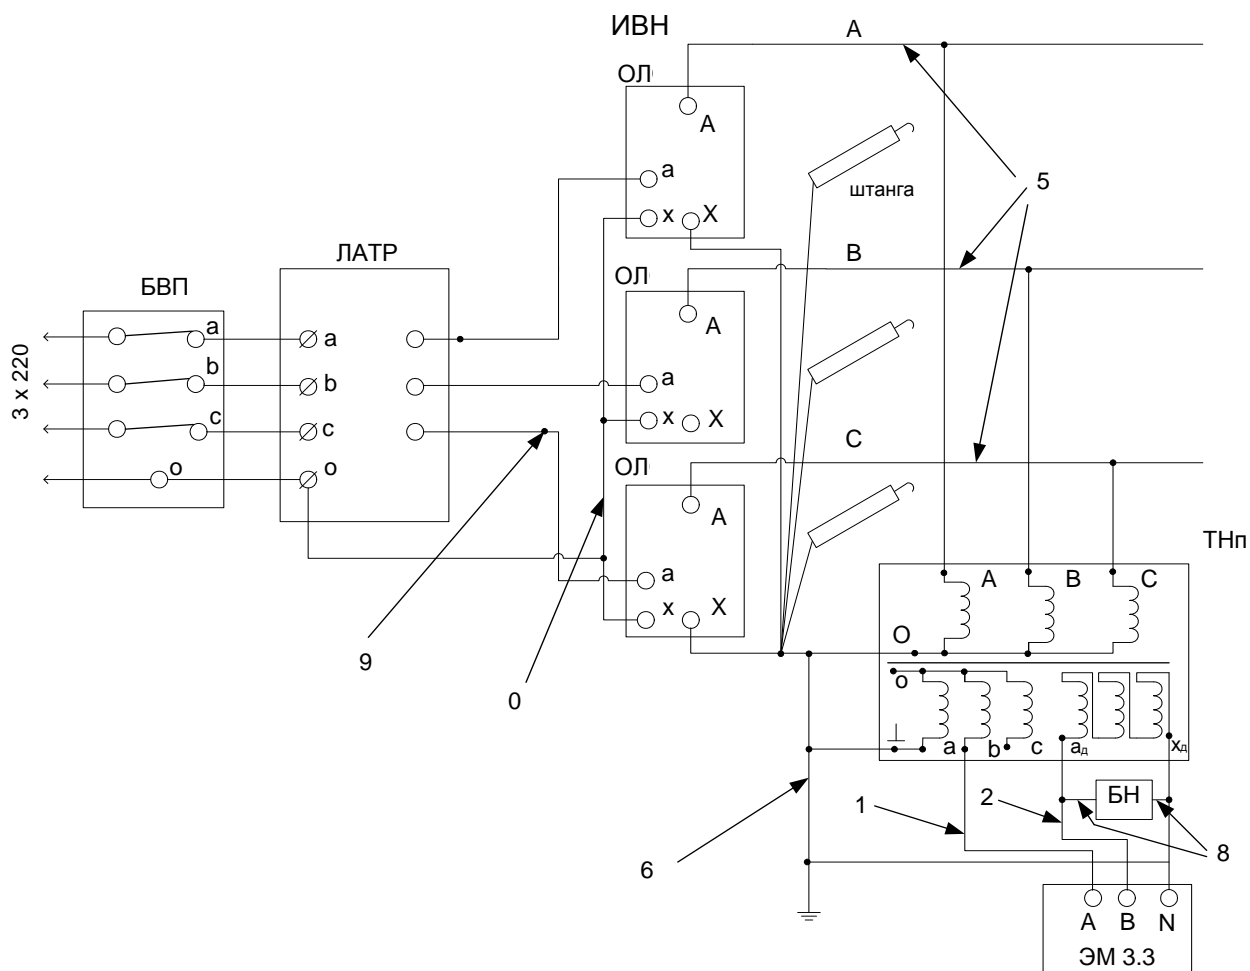 ИВН
А
ОЛ
А
а
х
Х
штанга
5
ЛАТР
БВП
В
ОЛ
А
а
х
Х
3 х 220
а
b
c
о
a
b
c
o
С
ОЛ
А
а
х
Х
ТНп
А
В
С
О
о
a
b
c
aд
xд
9
0
6
1
2
БН
8
А
В
N
ЭМ 3.3